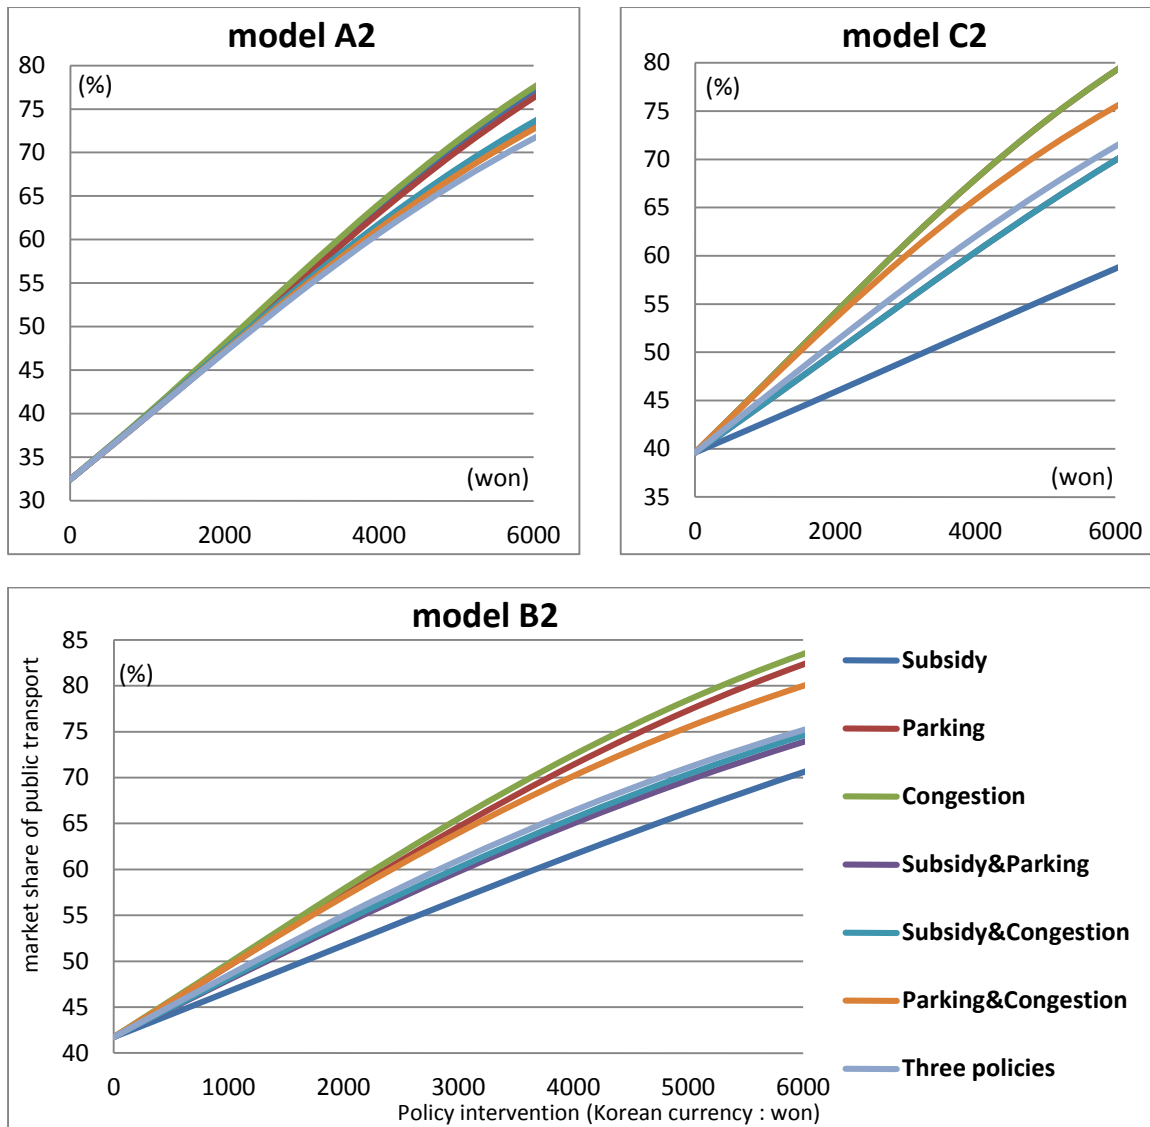 model A2
(%)
80
75
70
65
60
55
50
45
40
35
30
(won)
0 2000 4000 6000
model C2
(%)
80
75
70
65
60
55
50
45
40
35
(won)
0 2000 4000 6000
model B2
market share of public transport
(%)
85
80
75
70
65
60
55
50
45
40
0 1000 2000 3000 4000 5000 6000
Policy intervention (Korean currency : won)
Subsidy
Parking
Congestion
Subsidy&Parking
Subsidy&Congestion
Parking&Congestion
Three policies